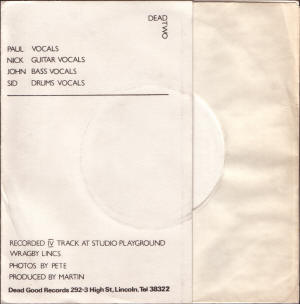 DEAD
TWO
PAUL VOCALS
NICK GUITAR VOCALS
JOHN BASS VOCALS
SID DRUMS VOCALS
RECORDED IV TRACK AT STUDIO PLAYGROUND
WRAGBY LINCS
PHOTOS BY PETE
PRODUCED BY MARTIN
Dead Good Records 292-3 High St, Lincoln. Tel 38322